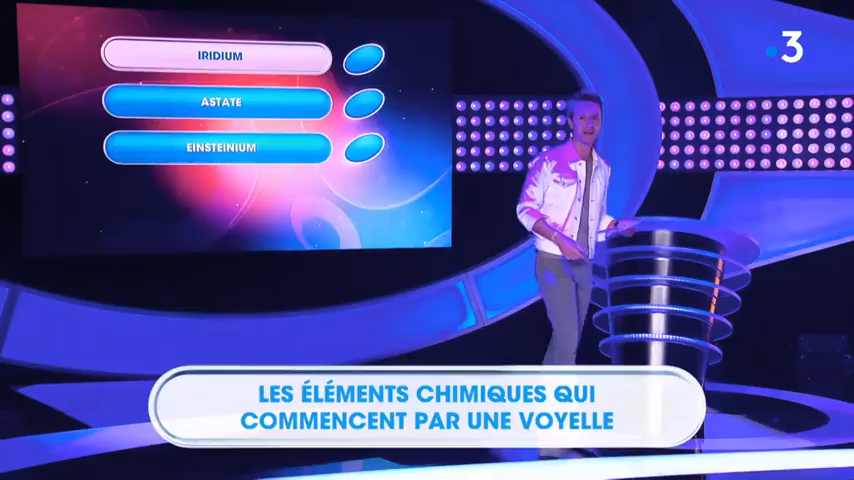 3
IRIDIUM
ASTATE
EINSTEINIUM
LES ÉLÉMENTS CHIMIQUES QUI
COMMENCENT PAR UNE VOYELLE